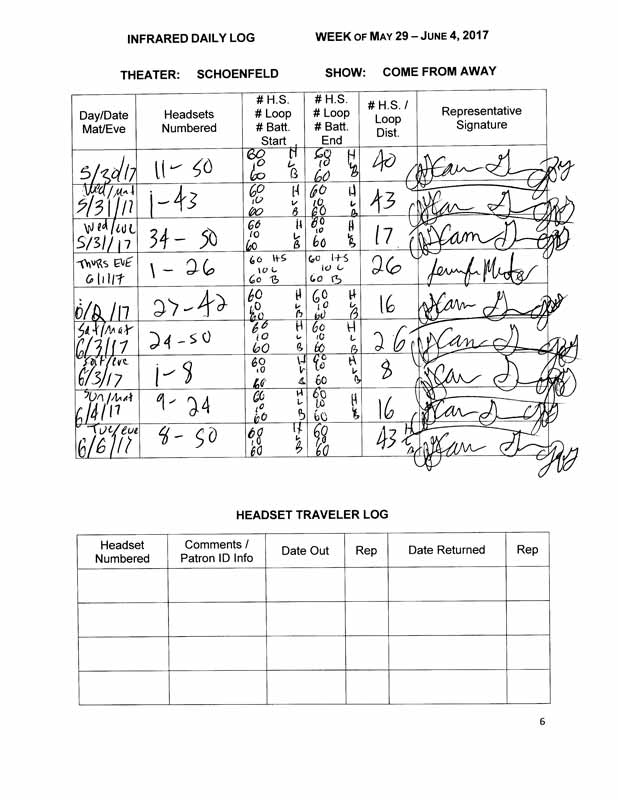 INFRARED DAILY LOG WEEK OF MAY 29 – JUNE 4, 2017
THEATER: SCHOENFELD SHOW: COME FROM AWAY
Day/Date Mat/Eve Headsets Numbered # H.S. # Loop # Batt. Start # H.S. # Loop # Batt. End # H.S. / Loop Dist. Representative Signature
5/30/17 11 – 50 60 H 10 L 60 B 60 H 10 L 60 B 40
Wed/mat 5/31/17 1 – 43 60 H 10 L 60 B 60 H 10 L 60 B 43
Wed/eve 5/31/17 34 – 50 60 H 10 L 60 B 60 H 10 L 60 B 17
THURS EVE 6/1/17 1 – 26 60 HS 10 L 60 B 60 HS 10 L 60 B 26
6/2/17 27 – 42 60 H 10 L 60 B 60 H 10 L 60 B 16
Sat/mat 6/3/17 24 – 50 60 H 10 L 60 B 60 H 10 L 60 B 26
Sat/eve 6/3/17 1 – 8 60 H 10 L 60 B 60 H 10 L 60 B 8
Sun/mat 6/4/17 9 – 24 60 H 10 L 60 B 60 H 10 L 60 B 16
Tue/eve 6/6/17 8 – 50 60 H 10 L 60 B 60 10 60 43 H
HEADSET TRAVELER LOG
Headset Numbered Comments / Patron ID Info Date Out Rep Date Returned Rep
6